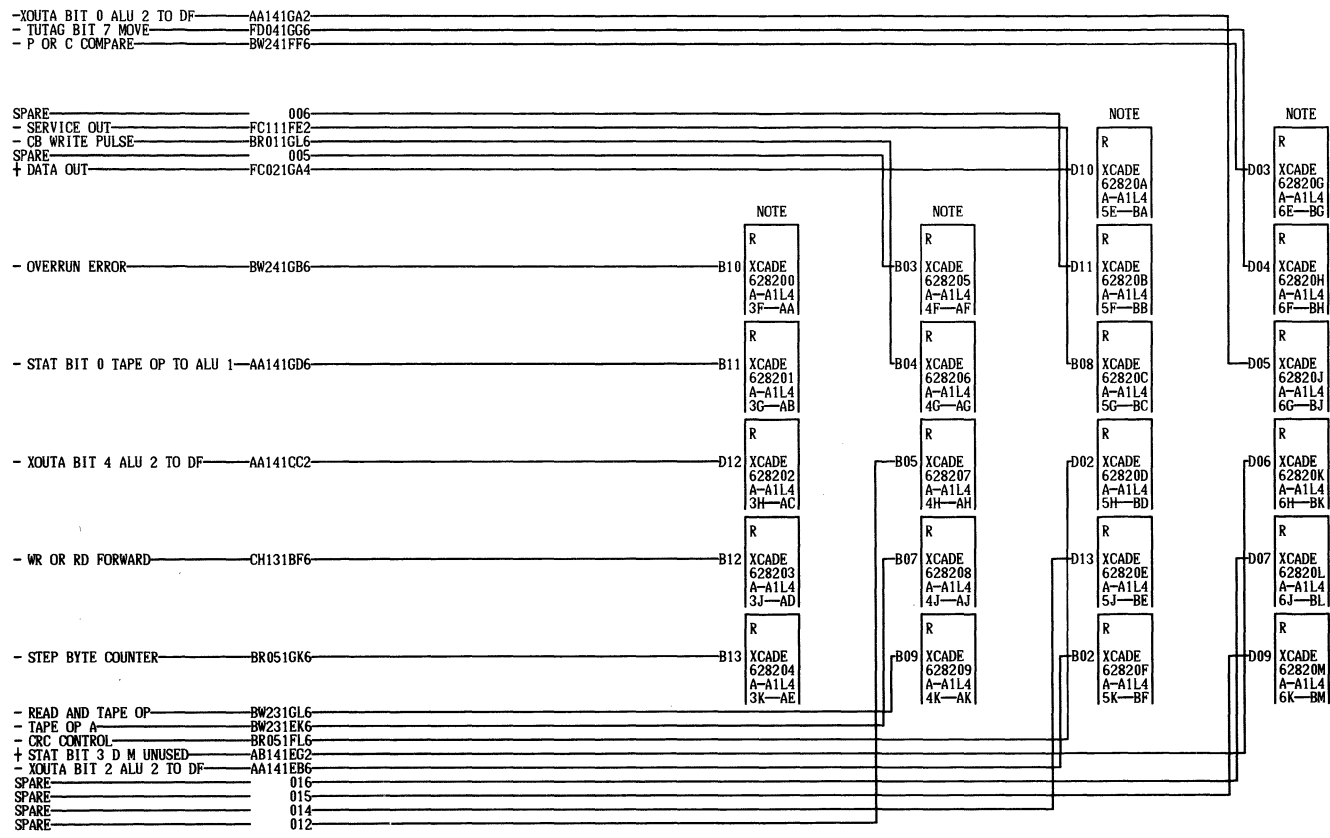 -XOUTA BIT 0 ALU 2 TO DF AA141GA2
- TUTAG BIT 7 MOVE FD041GG6
- P OR C COMPARE BW241FF6
SPARE 006
- SERVICE OUT FC111FE2
- CB WRITE PULSE BR011GL6
SPARE 005
+ DATA OUT FC021GA4
- OVERRUN ERROR BW241GB6
- STAT BIT 0 TAPE OP TO ALU 1 AA141GD6
- XOUTA BIT 4 ALU 2 TO DF AA141CC2
- WR OR RD FORWARD CH131BF6
- STEP BYTE COUNTER BR051GK6
- READ AND TAPE OP BW231GL6
- TAPE OP A BW231EK6
- CRC CONTROL BR051FL6
+ STAT BIT 3 D M UNUSED AB141EG2
- XOUTA BIT 2 ALU 2 TO DF AA141EB6
SPARE 016
SPARE 015
SPARE 014
SPARE 012
NOTE
R
B10 XCADE
628200
A-A1L4
3F—AA
R
B11 XCADE
628201
A-A1L4
3G—AB
R
D12 XCADE
628202
A-A1L4
3H—AC
R
B12 XCADE
628203
A-A1L4
3J—AD
R
B13 XCADE
628204
A-A1L4
3K—AE
NOTE
R
B03 XCADE
628205
A-A1L4
4F—AF
R
B04 XCADE
628206
A-A1L4
4G—AG
R
B05 XCADE
628207
A-A1L4
4H—AH
R
B07 XCADE
628208
A-A1L4
4J—AJ
R
B09 XCADE
628209
A-A1L4
4K—AK
NOTE
R
D10 XCADE
62820A
A-A1L4
5E—BA
R
D11 XCADE
62820B
A-A1L4
5F—BB
R
B08 XCADE
62820C
A-A1L4
5G—BC
R
D02 XCADE
62820D
A-A1L4
5H—BD
R
D13 XCADE
62820E
A-A1L4
5J—BE
R
B02 XCADE
62820F
A-A1L4
5K—BF
NOTE
R
D03 XCADE
62820G
A-A1L4
6E—BG
R
D04 XCADE
62820H
A-A1L4
6F—BH
R
D05 XCADE
62820J
A-A1L4
6G—BJ
R
D06 XCADE
62820K
A-A1L4
6H—BK
R
D07 XCADE
62820L
A-A1L4
6J—BL
R
D09 XCADE
62820M
A-A1L4
6K—BM